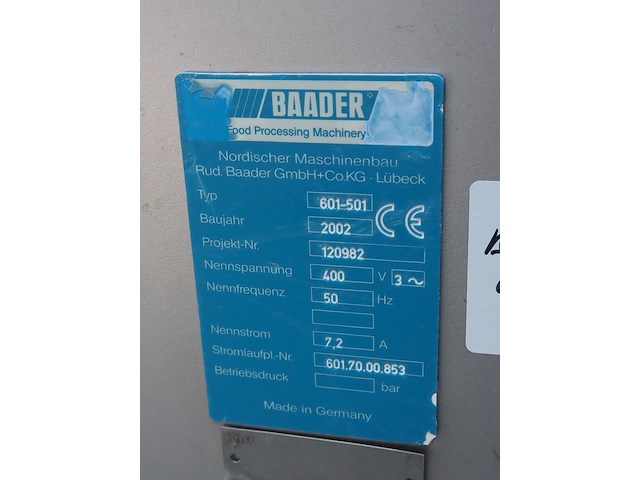 BAADER®
Food Processing Machinery
Nordischer Maschinenbau
Rud. Baader GmbH+Co.KG - Lübeck
Typ 601-501
Baujahr 2002 CE
Projekt-Nr. 120982
Nennspannung 400 V 3~
Nennfrequenz 50 Hz
Nennstrom 7,2 A
Stromlaufpl.-Nr. 601.70.00.853
Betriebsdruck bar
Made in Germany